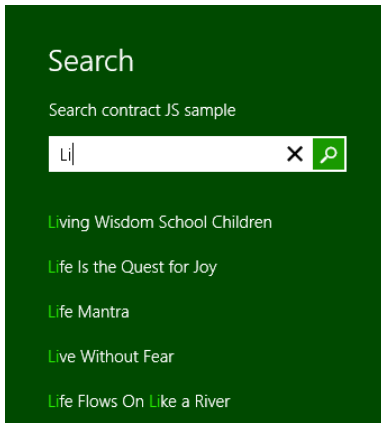 Search
Search contract JS sample
Li
Living Wisdom School Children
Life Is the Quest for Joy
Life Mantra
Live Without Fear
Life Flows On Like a River